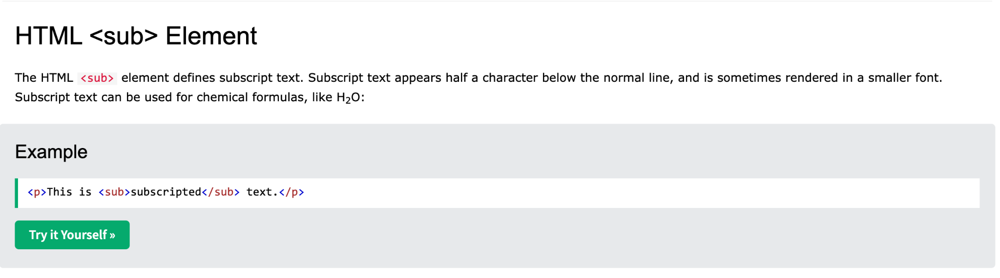 HTML <sub> Element
The HTML <sub> element defines subscript text. Subscript text appears half a character below the normal line, and is sometimes rendered in a smaller font.
Subscript text can be used for chemical formulas, like H₂O:
Example
<p>This is <sub>subscripted</sub> text.</p>
Try it Yourself »